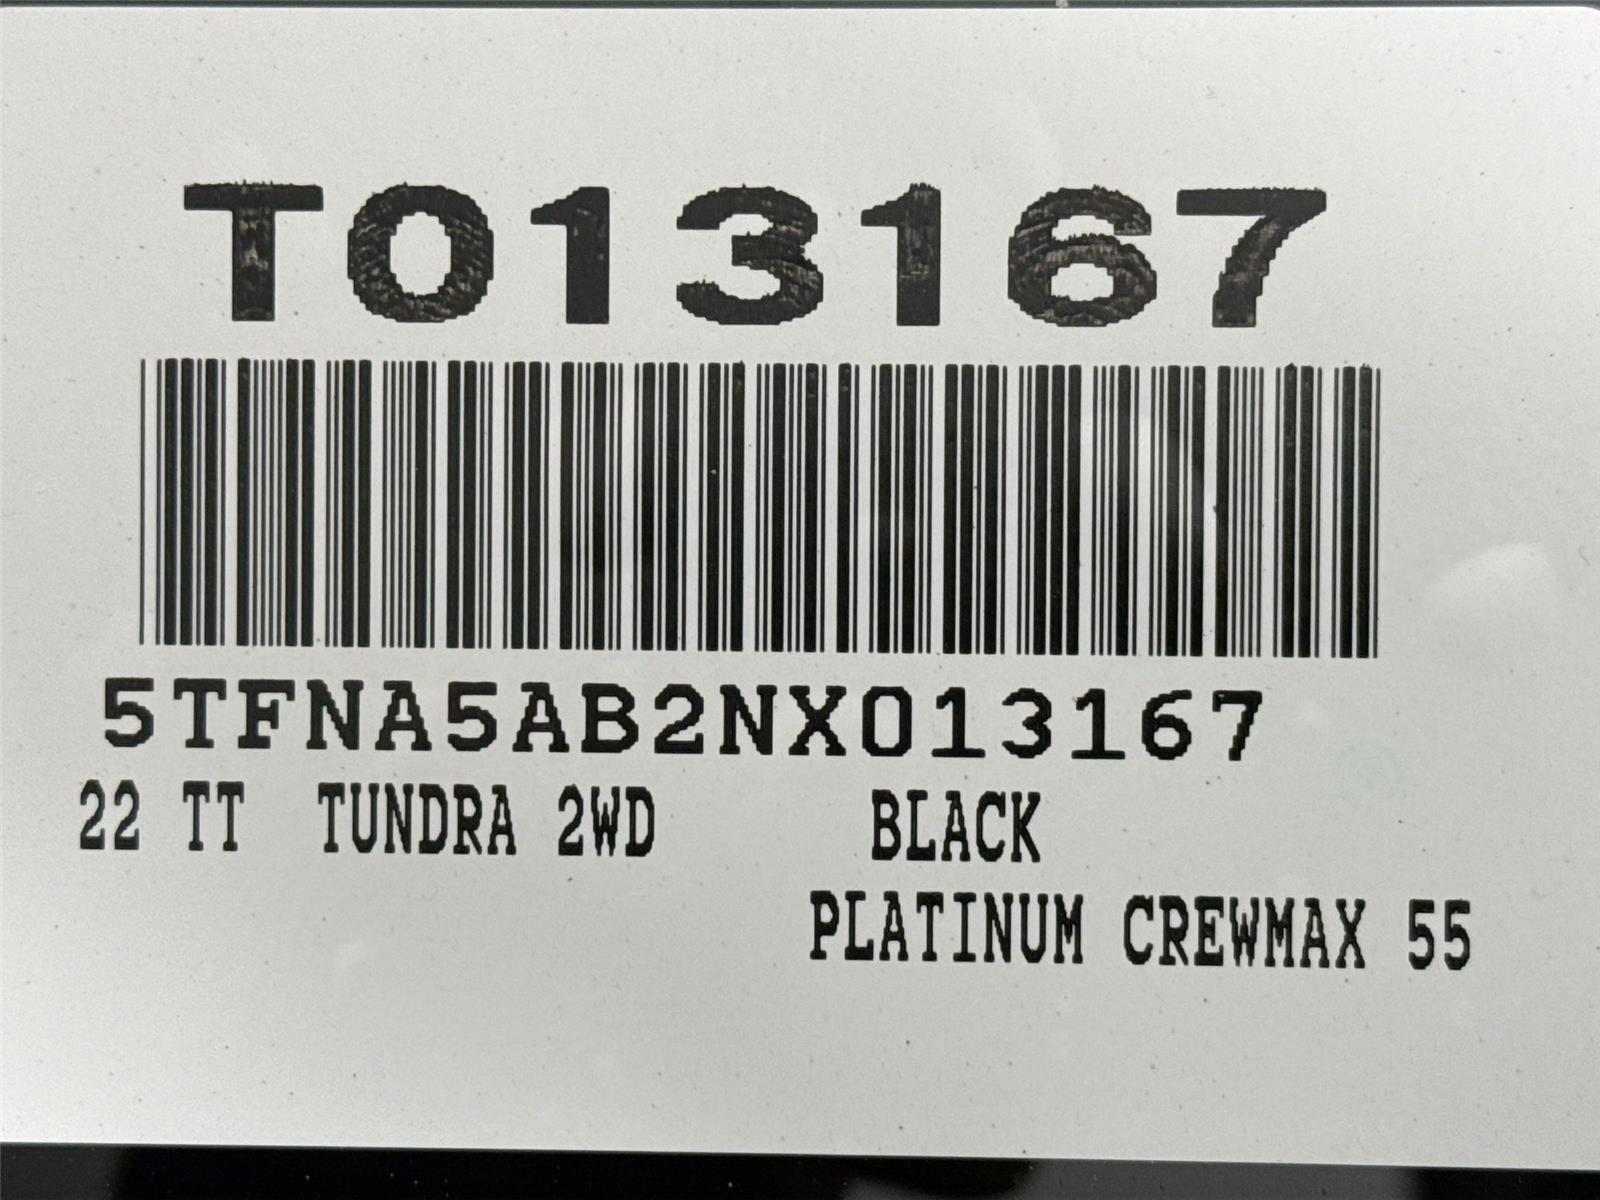 T013167
5TFNA5AB2NX013167
22 TT TUNDRA 2WD BLACK
PLATINUM CREWMAX 55